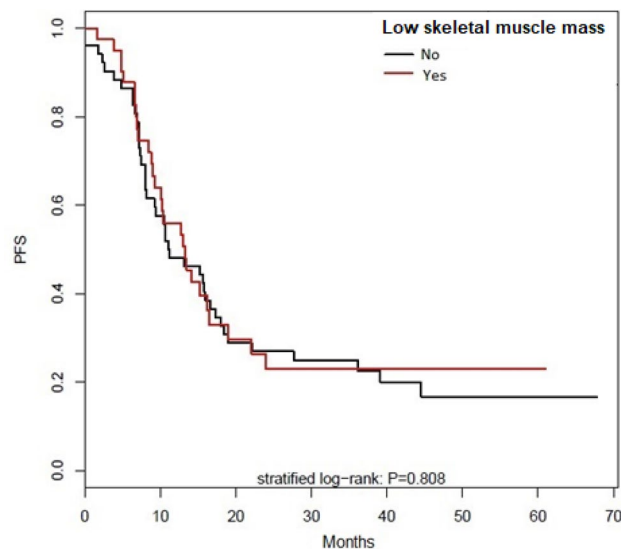 Low skeletal muscle mass
No
Yes
PFS
1.0
0.8
0.6
0.4
0.2
0.0
stratified log-rank: P=0.808
0 10 20 30 40 50 60 70
Months